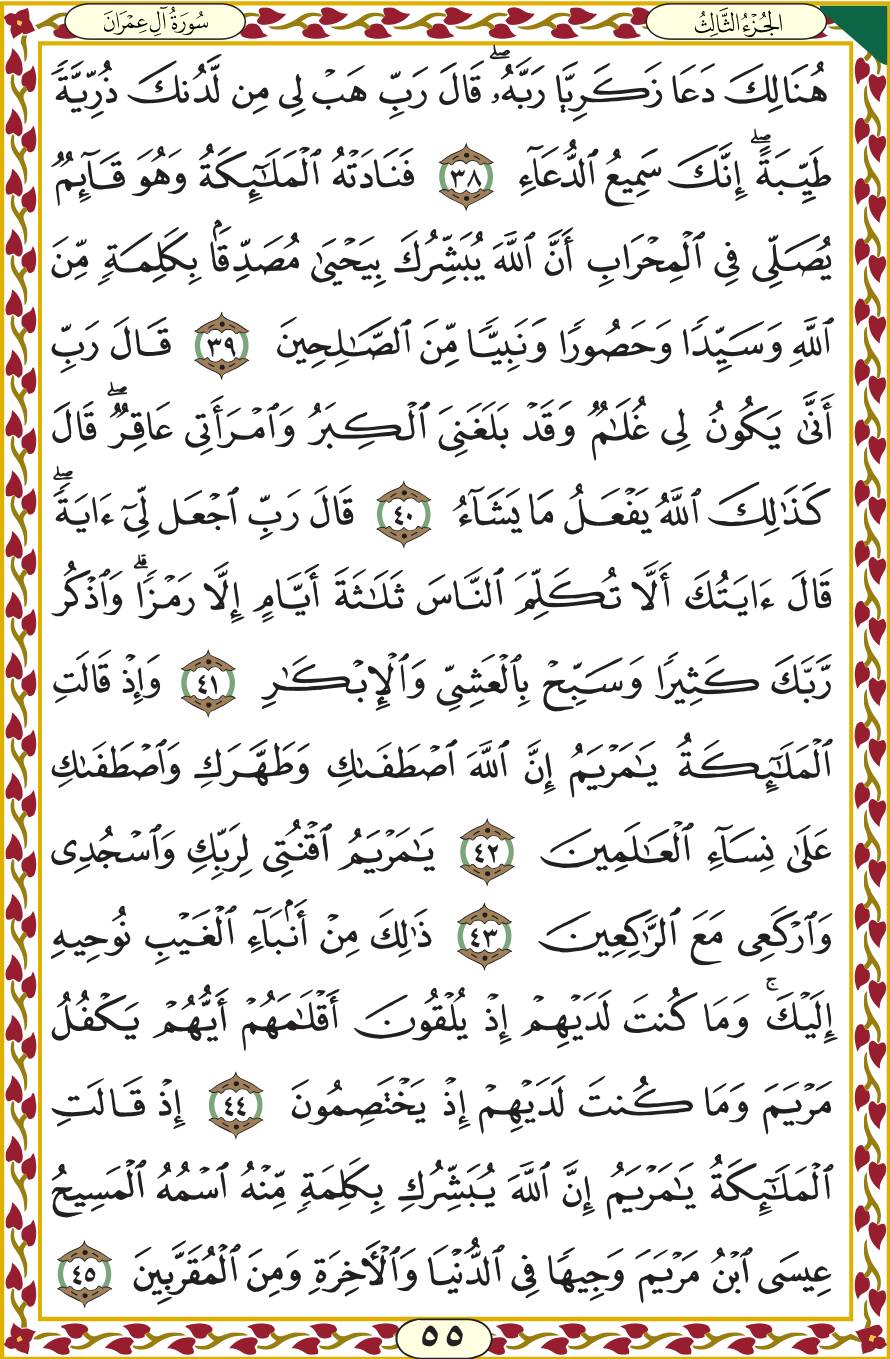 الجُزْءُ الثَّالِثُ
سُورَةُ آلِ عِمْرَانَ
هُنَالِكَ دَعَا زَكَرِيَّا رَبَّهُۥۖ قَالَ رَبِّ هَبْ لِى مِن لَّدُنكَ ذُرِّيَّةً
طَيِّبَةًۖ إِنَّكَ سَمِيعُ ٱلدُّعَآءِ ٣٨ فَنَادَتْهُ ٱلْمَلَـٰٓئِكَةُ وَهُوَ قَآئِمٌ
يُصَلِّى فِى ٱلْمِحْرَابِ أَنَّ ٱللَّهَ يُبَشِّرُكَ بِيَحْيَىٰ مُصَدِّقًۢا بِكَلِمَةٍ مِّنَ
ٱللَّهِ وَسَيِّدًا وَحَصُورًا وَنَبِيًّا مِّنَ ٱلصَّـٰلِحِينَ ٣٩ قَالَ رَبِّ
أَنَّىٰ يَكُونُ لِى غُلَـٰمٌ وَقَدْ بَلَغَنِىَ ٱلْكِبَرُ وَٱمْرَأَتِى عَاقِرٌۖ قَالَ
كَذَٰلِكَ ٱللَّهُ يَفْعَلُ مَا يَشَآءُ ٤٠ قَالَ رَبِّ ٱجْعَل لِّىٓ ءَايَةًۖ
قَالَ ءَايَتُكَ أَلَّا تُكَلِّمَ ٱلنَّاسَ ثَلَـٰثَةَ أَيَّامٍ إِلَّا رَمْزًاۗ وَٱذْكُر
رَّبَّكَ كَثِيرًا وَسَبِّحْ بِٱلْعَشِىِّ وَٱلْإِبْكَـٰرِ ٤١ وَإِذْ قَالَتِ
ٱلْمَلَـٰٓئِكَةُ يَـٰمَرْيَمُ إِنَّ ٱللَّهَ ٱصْطَفَىٰكِ وَطَهَّرَكِ وَٱصْطَفَىٰكِ
عَلَىٰ نِسَآءِ ٱلْعَـٰلَمِينَ ٤٢ يَـٰمَرْيَمُ ٱقْنُتِى لِرَبِّكِ وَٱسْجُدِى
وَٱرْكَعِى مَعَ ٱلرَّٰكِعِينَ ٤٣ ذَٰلِكَ مِنْ أَنۢبَآءِ ٱلْغَيْبِ نُوحِيهِ
إِلَيْكَۚ وَمَا كُنتَ لَدَيْهِمْ إِذْ يُلْقُونَ أَقْلَـٰمَهُمْ أَيُّهُمْ يَكْفُلُ
مَرْيَمَ وَمَا كُنتَ لَدَيْهِمْ إِذْ يَخْتَصِمُونَ ٤٤ إِذْ قَالَتِ
ٱلْمَلَـٰٓئِكَةُ يَـٰمَرْيَمُ إِنَّ ٱللَّهَ يُبَشِّرُكِ بِكَلِمَةٍ مِّنْهُ ٱسْمُهُ ٱلْمَسِيحُ
عِيسَى ٱبْنُ مَرْيَمَ وَجِيهًا فِى ٱلدُّنْيَا وَٱلْـَٔاخِرَةِ وَمِنَ ٱلْمُقَرَّبِينَ ٤٥
٥٥